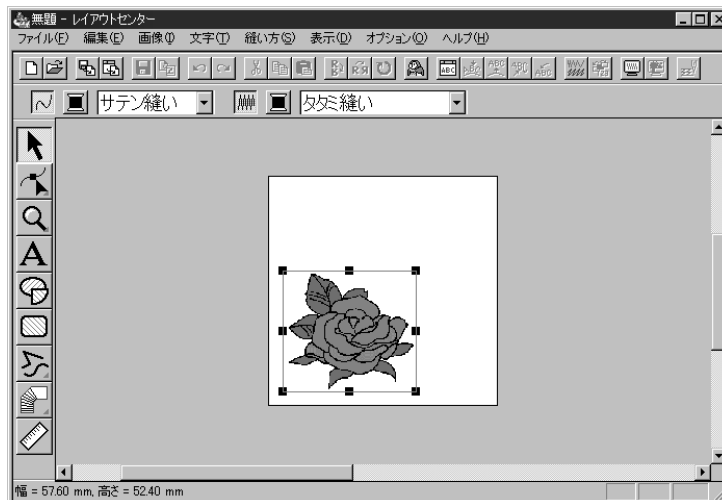 無題 - レイアウトセンター
ファイル(F) 編集(E) 画像(I) 文字(T) 縫い方(S) 表示(D) オプション(O) ヘルプ(H)
サテン縫い タタミ縫い
A
幅 = 57.60 mm, 高さ = 52.40 mm